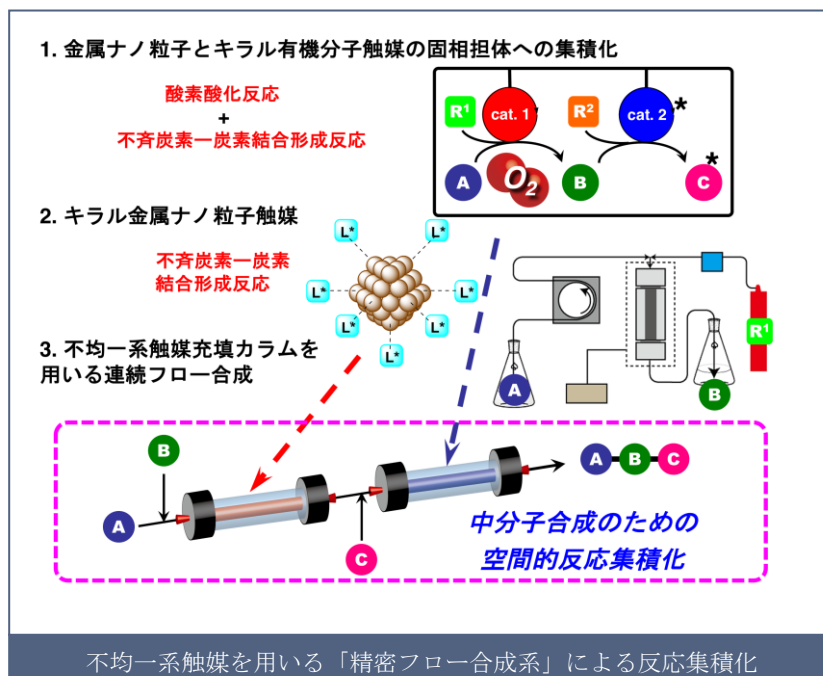 1. 金属ナノ粒子とキラル有機分子触媒の固相担体への集積化
酸素酸化反応
+
不斉炭素ー炭素結合形成反応
R¹
cat. 1
R²
cat. 2
*
A
O₂
B
*
C
2. キラル金属ナノ粒子触媒
不斉炭素ー炭素
結合形成反応
L*
L*
L*
L*
L*
L*
L*
3. 不均一系触媒充填カラムを
用いる連続フロー合成
A
B
R¹
B
A
C
A B C
中分子合成のための
空間的反応集積化
不均一系触媒を用いる「精密フロー合成系」による反応集積化